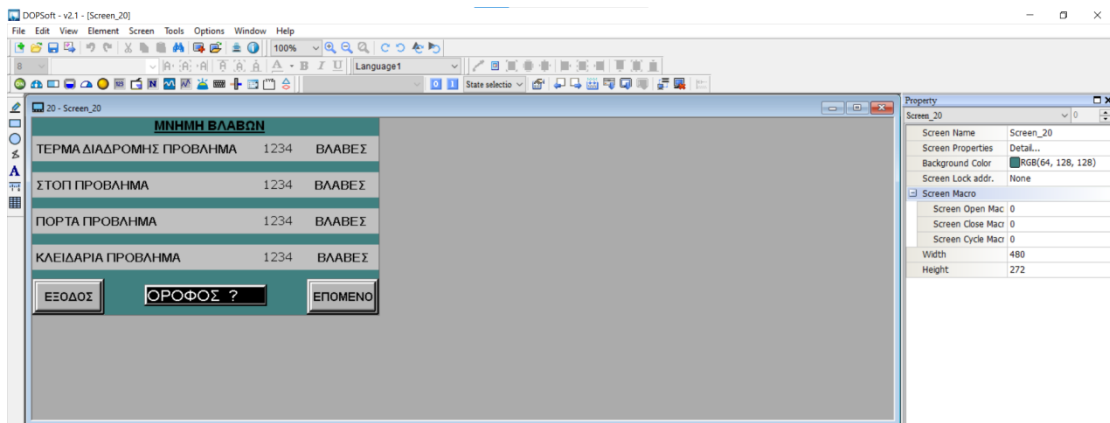 DOPSoft - v2.1 - [Screen_20]
File Edit View Element Screen Tools Options Window Help
100%
8 Language1
State selectio
20 - Screen_20
ΜΝΗΜΗ ΒΛΑΒΩΝ
ΤΕΡΜΑ ΔΙΑΔΡΟΜΗΣ ΠΡΟΒΛΗΜΑ 1234 ΒΛΑΒΕΣ
ΣΤΟΠ ΠΡΟΒΛΗΜΑ 1234 ΒΛΑΒΕΣ
ΠΟΡΤΑ ΠΡΟΒΛΗΜΑ 1234 ΒΛΑΒΕΣ
ΚΛΕΙΔΑΡΙΑ ΠΡΟΒΛΗΜΑ 1234 ΒΛΑΒΕΣ
ΕΞΟΔΟΣ ΟΡΟΦΟΣ ? ΕΠΟΜΕΝΟ
Property
Screen_20 0
Screen Name Screen_20
Screen Properties Detail...
Background Color RGB(64, 128, 128)
Screen Lock addr. None
Screen Macro
Screen Open Mac 0
Screen Close Macr 0
Screen Cycle Macr 0
Width 480
Height 272